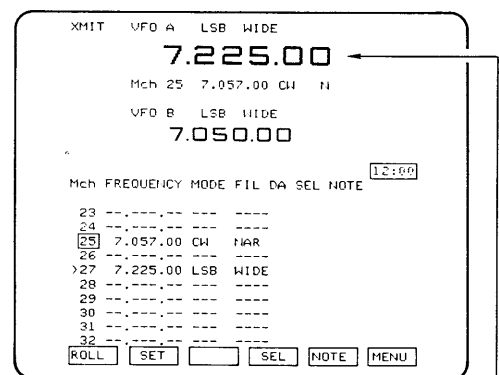 XMIT VFO A LSB WIDE
7.225.00
Mch 25 7.057.00 CW N
VFO B LSB WIDE
7.050.00
12:00
Mch FREQUENCY MODE FIL DA SEL NOTE
23 --.---.-- --- ----
24 --.---.-- --- ----
25 7.057.00 CW NAR
26 --.---.-- --- ----
>27 7.225.00 LSB WIDE
28 --.---.-- --- ----
29 --.---.-- --- ----
30 --.---.-- --- ----
31 --.---.-- --- ----
32 --.---.-- --- ----
ROLL SET SEL NOTE MENU